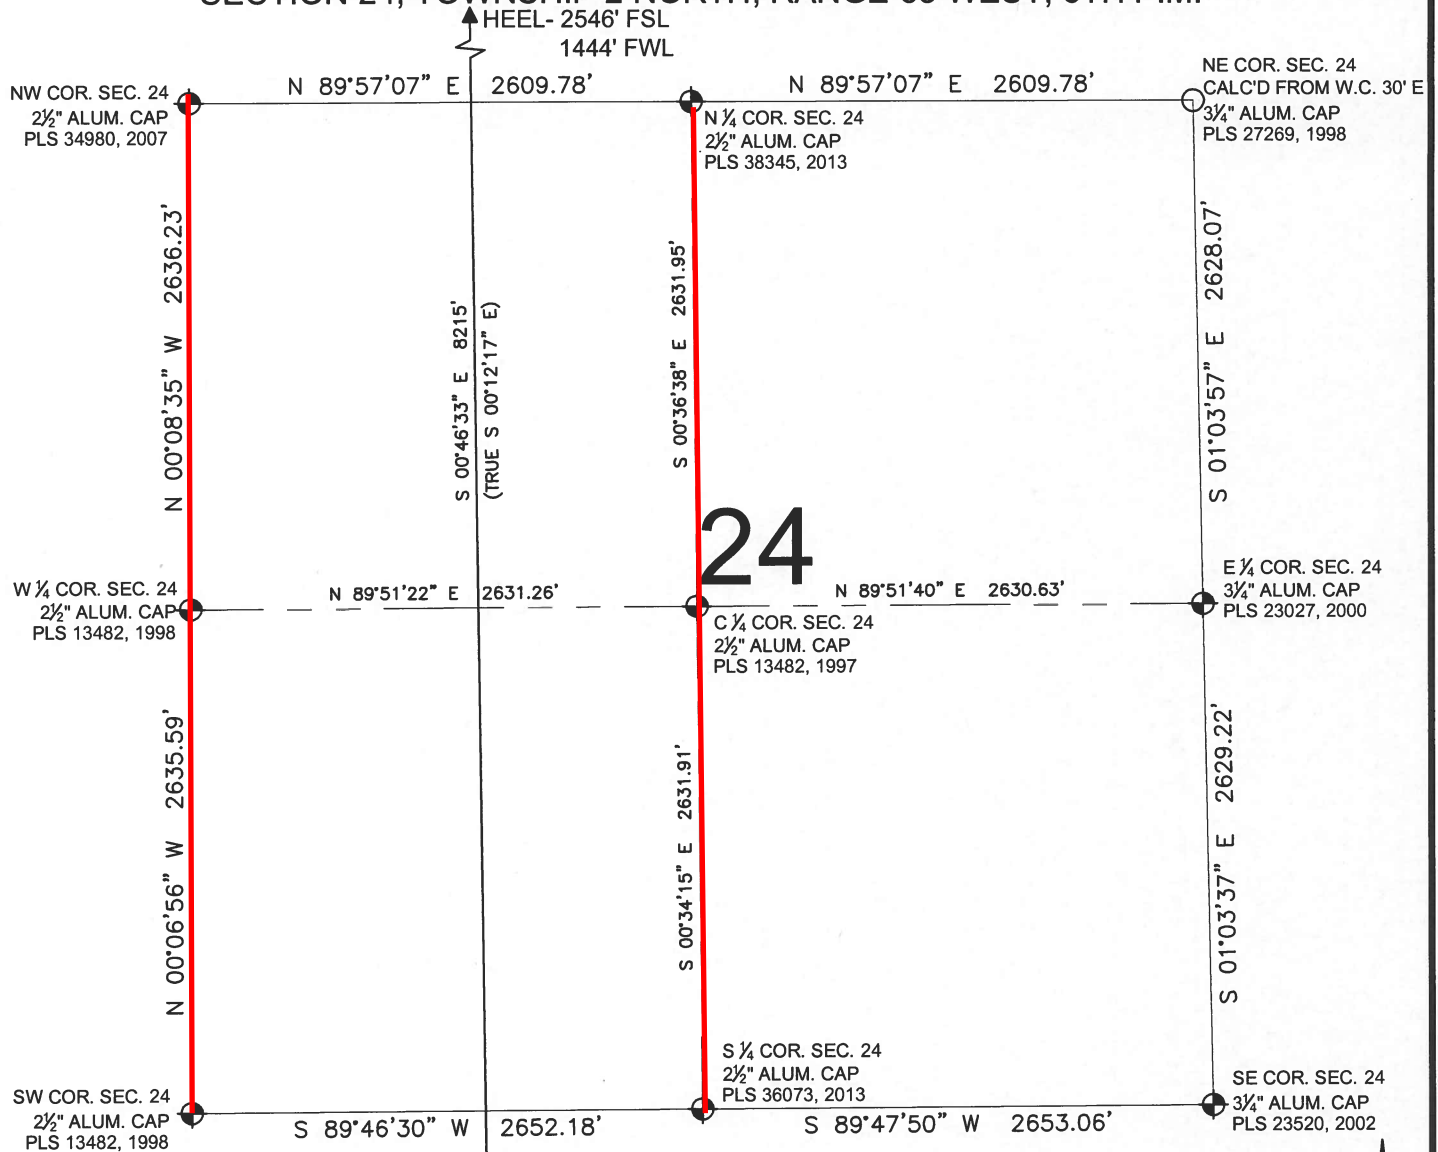 HEEL- 2546' FSL
1444' FWL
N 89°57'07" E 2609.78'
N 89°57'07" E 2609.78'
NW COR. SEC. 24
2½" ALUM. CAP
PLS 34980, 2007
N ¼ COR. SEC. 24
2½" ALUM. CAP
PLS 38345, 2013
NE COR. SEC. 24
CALC'D FROM W.C. 30' E
3¼" ALUM. CAP
PLS 27269, 1998
N 00°08'35" W 2636.23'
S 00°46'33" E 8215'
(TRUE S 00°12'17" E)
S 00°36'38" E 2631.95'
S 01°03'57" E 2628.07'
24
W ¼ COR. SEC. 24
2½" ALUM. CAP
PLS 13482, 1998
N 89°51'22" E 2631.26'
N 89°51'40" E 2630.63'
C ¼ COR. SEC. 24
2½" ALUM. CAP
PLS 13482, 1997
E ¼ COR. SEC. 24
3¼" ALUM. CAP
PLS 23027, 2000
N 00°06'56" W 2635.59'
S 00°34'15" E 2631.91'
S 01°03'37" E 2629.22'
SW COR. SEC. 24
2½" ALUM. CAP
PLS 13482, 1998
S ¼ COR. SEC. 24
2½" ALUM. CAP
PLS 36073, 2013
SE COR. SEC. 24
3¼" ALUM. CAP
PLS 23520, 2002
S 89°46'30" W 2652.18'
S 89°47'50" W 2653.06'